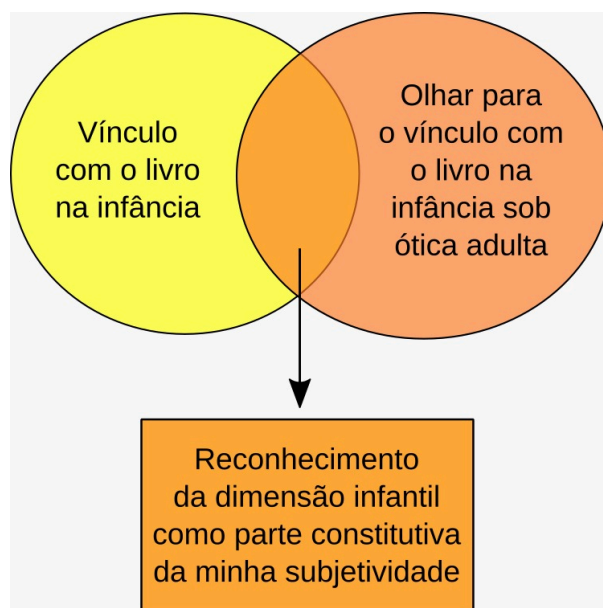 Vínculo
com o livro
na infância
Olhar para
o vínculo com
o livro na
infância sob
ótica adulta
Reconhecimento
da dimensão infantil
como parte constitutiva
da minha subjetividade